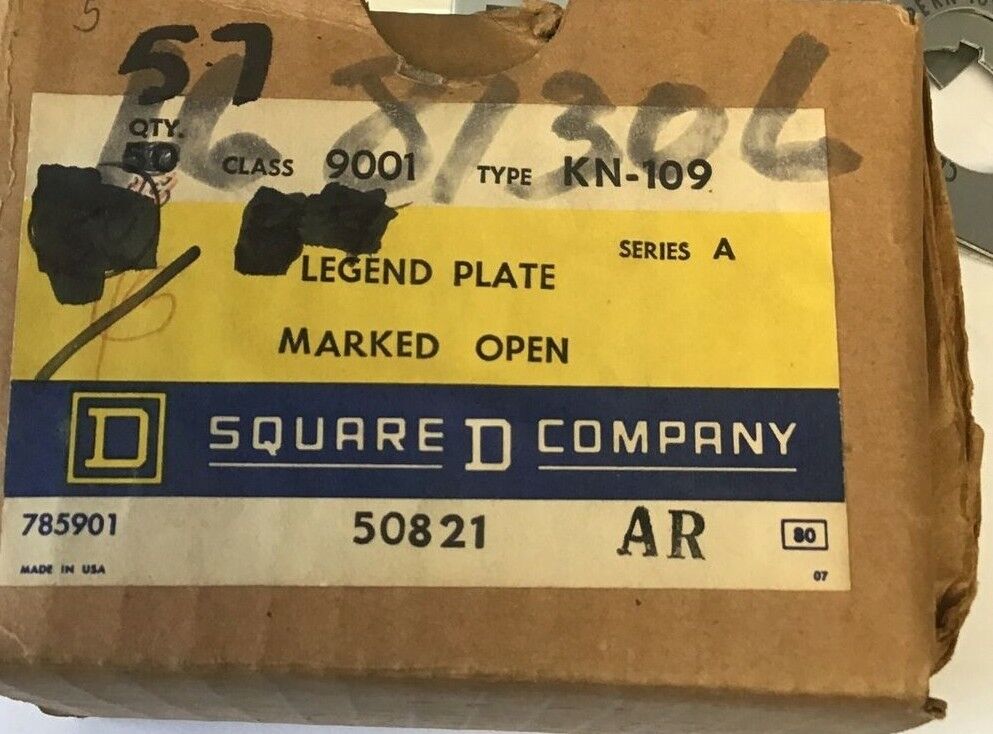 5
57
QTY.
50 CLASS 9001 TYPE KN-109
SERIES A
LEGEND PLATE
MARKED OPEN
D SQUARE D COMPANY
785901 50821 AR 80
MADE IN USA 07